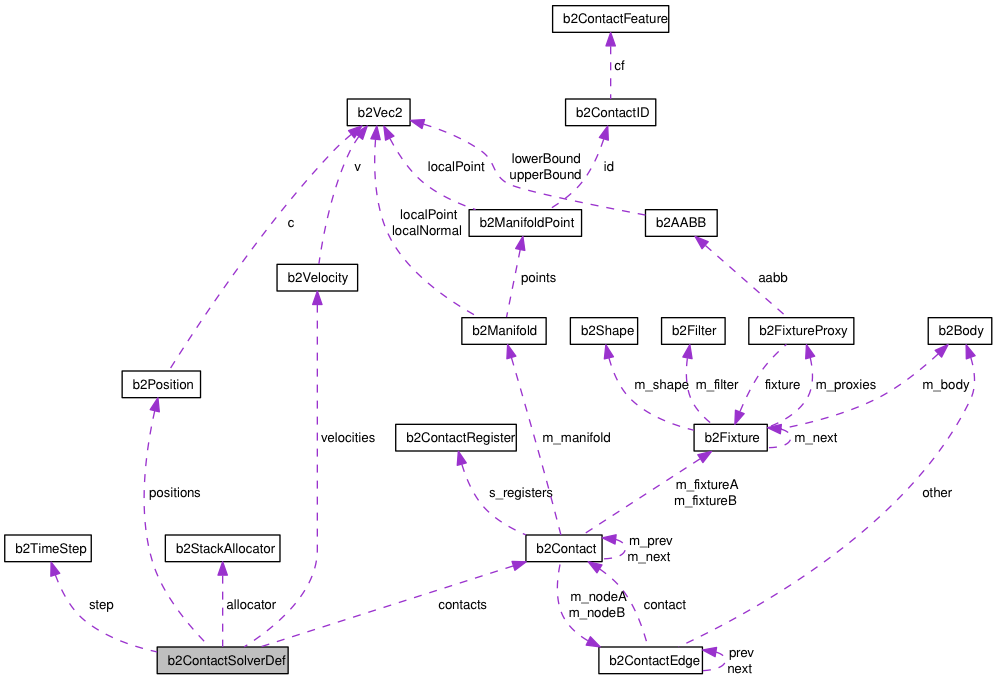 b2ContactFeature
cf
b2Vec2
b2ContactID
v
localPoint
lowerBound
upperBound
id
c
localPoint
localNormal
b2ManifoldPoint
b2AABB
b2Velocity
points
aabb
b2Manifold
b2Shape
b2Filter
b2FixtureProxy
b2Body
b2Position
m_shape
m_filter
fixture
m_proxies
m_body
velocities
b2ContactRegister
m_manifold
b2Fixture
m_next
positions
s_registers
m_fixtureA
m_fixtureB
other
b2TimeStep
b2StackAllocator
b2Contact
m_prev
m_next
step
allocator
contacts
m_nodeA
m_nodeB
contact
b2ContactSolverDef
b2ContactEdge
prev
next